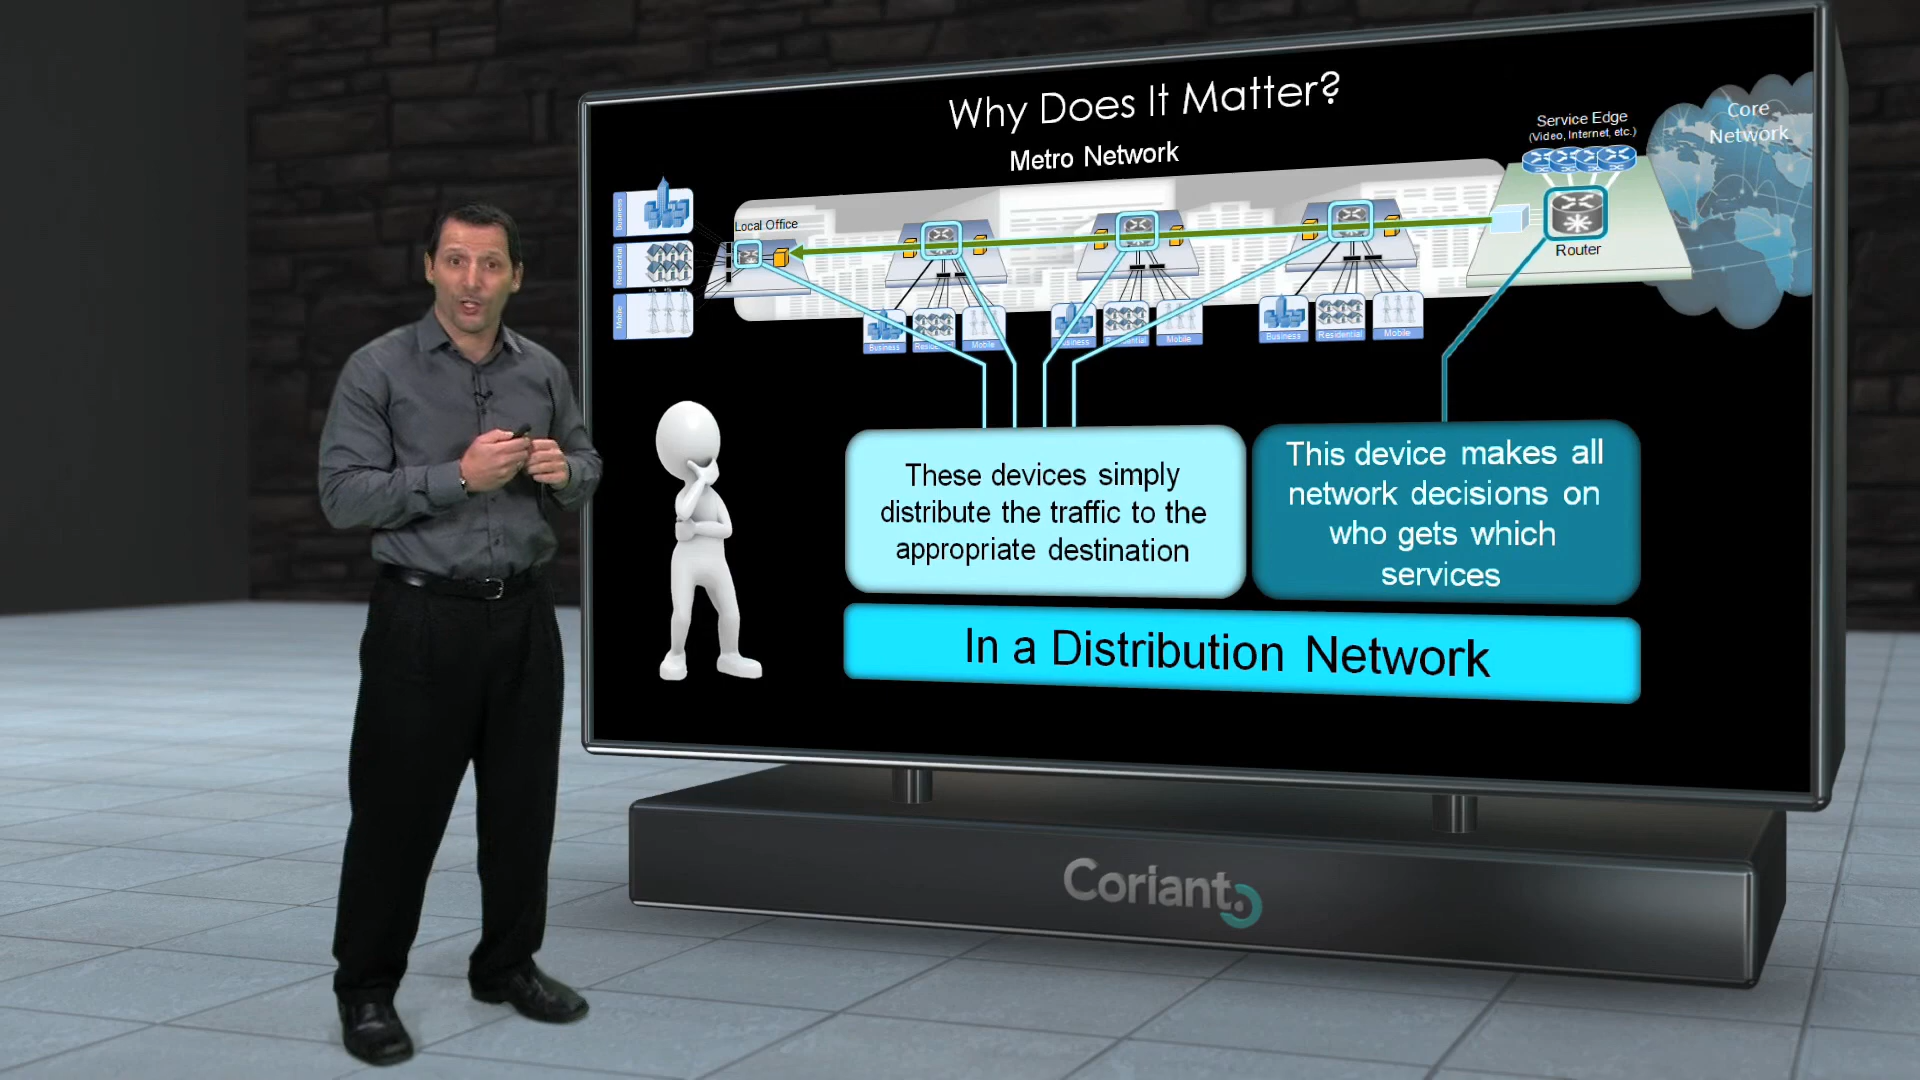 Why Does It Matter?
Metro Network
Service Edge
(Video, Internet, etc.)
Core
Network
Router
Local Office
Business
Residential
Mobile
Business
Residential
Mobile
Business
Residential
Mobile
Business
Residential
Mobile
These devices simply
distribute the traffic to the
appropriate destination
This device makes all
network decisions on
who gets which
services
In a Distribution Network
Coriant.